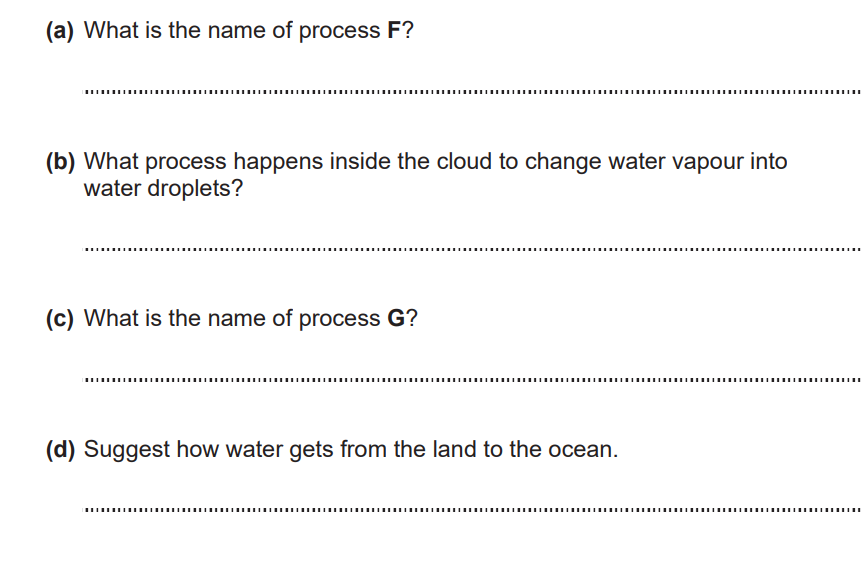 (a) What is the name of process F?
(b) What process happens inside the cloud to change water vapour into
water droplets?
(c) What is the name of process G?
(d) Suggest how water gets from the land to the ocean.